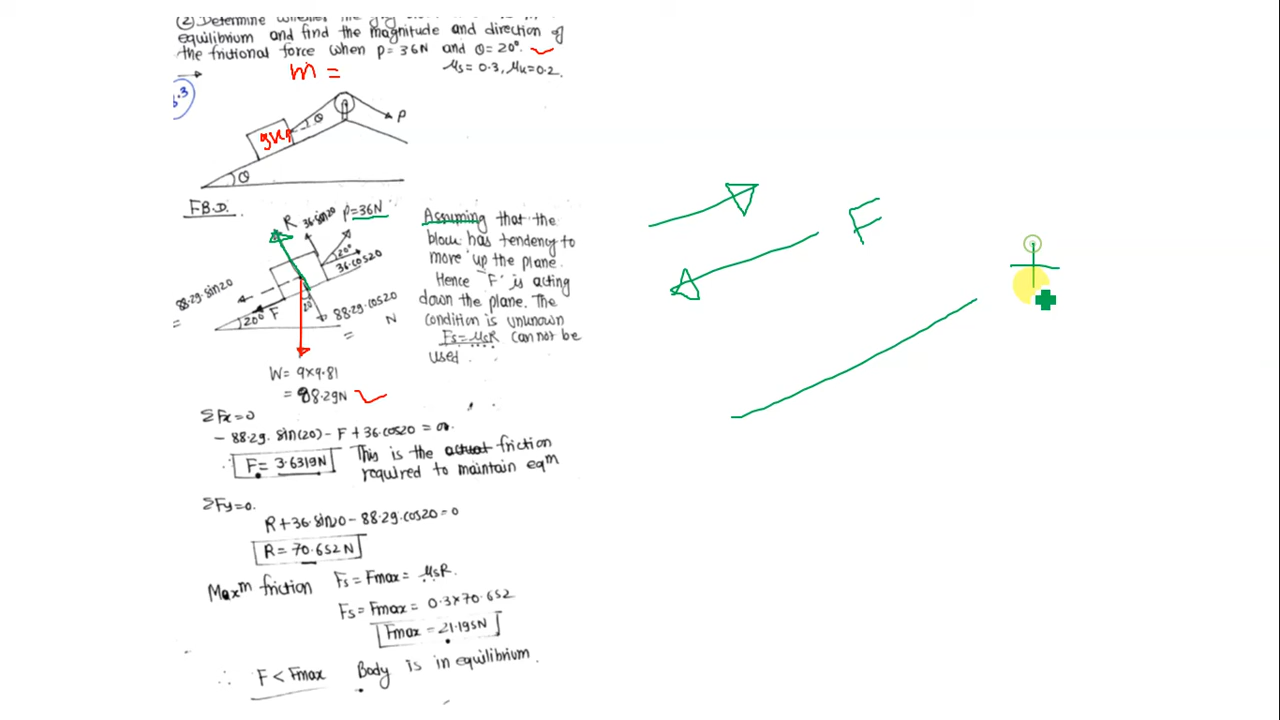 ② Determine whether the
equilibrium and find the magnitude and direction of
the frictional force when p=36N and θ=20°.
m =
μs=0.3, μk=0.2.
θ
P
θ
F.B.D.
R 36sin20 P=36N
20°
36.cos20
88.29.sin20
=
20° F 20°
88.29.cos20
N
=
W = 9×9.81
= 88.29N
Assuming that the
block has tendency to
move up the plane.
Hence "F" is acting
down the plane. The
condition is unknown
Fs=μsR cannot be
used.
F
ΣFx=0
- 88.29. sin(20) - F + 36.cos20 = 0.
∴ F= 3.6319N This is the actual friction
required to maintain eqm
ΣFy=0.
R+36.sin20 - 88.29.cos20=0
R= 70.652N
Maxm friction Fs = Fmax = μsR.
Fs= Fmax = 0.3×70.652
Fmax = 21.195N
∴ F < Fmax Body is in equilibrium.